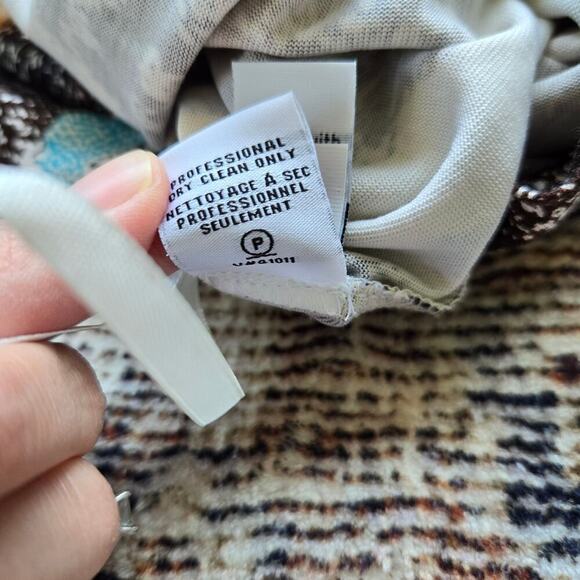 PROFESSIONAL
DRY CLEAN ONLY
NETTOYAGE À SEC
PROFESSIONNEL
SEULEMENT
P